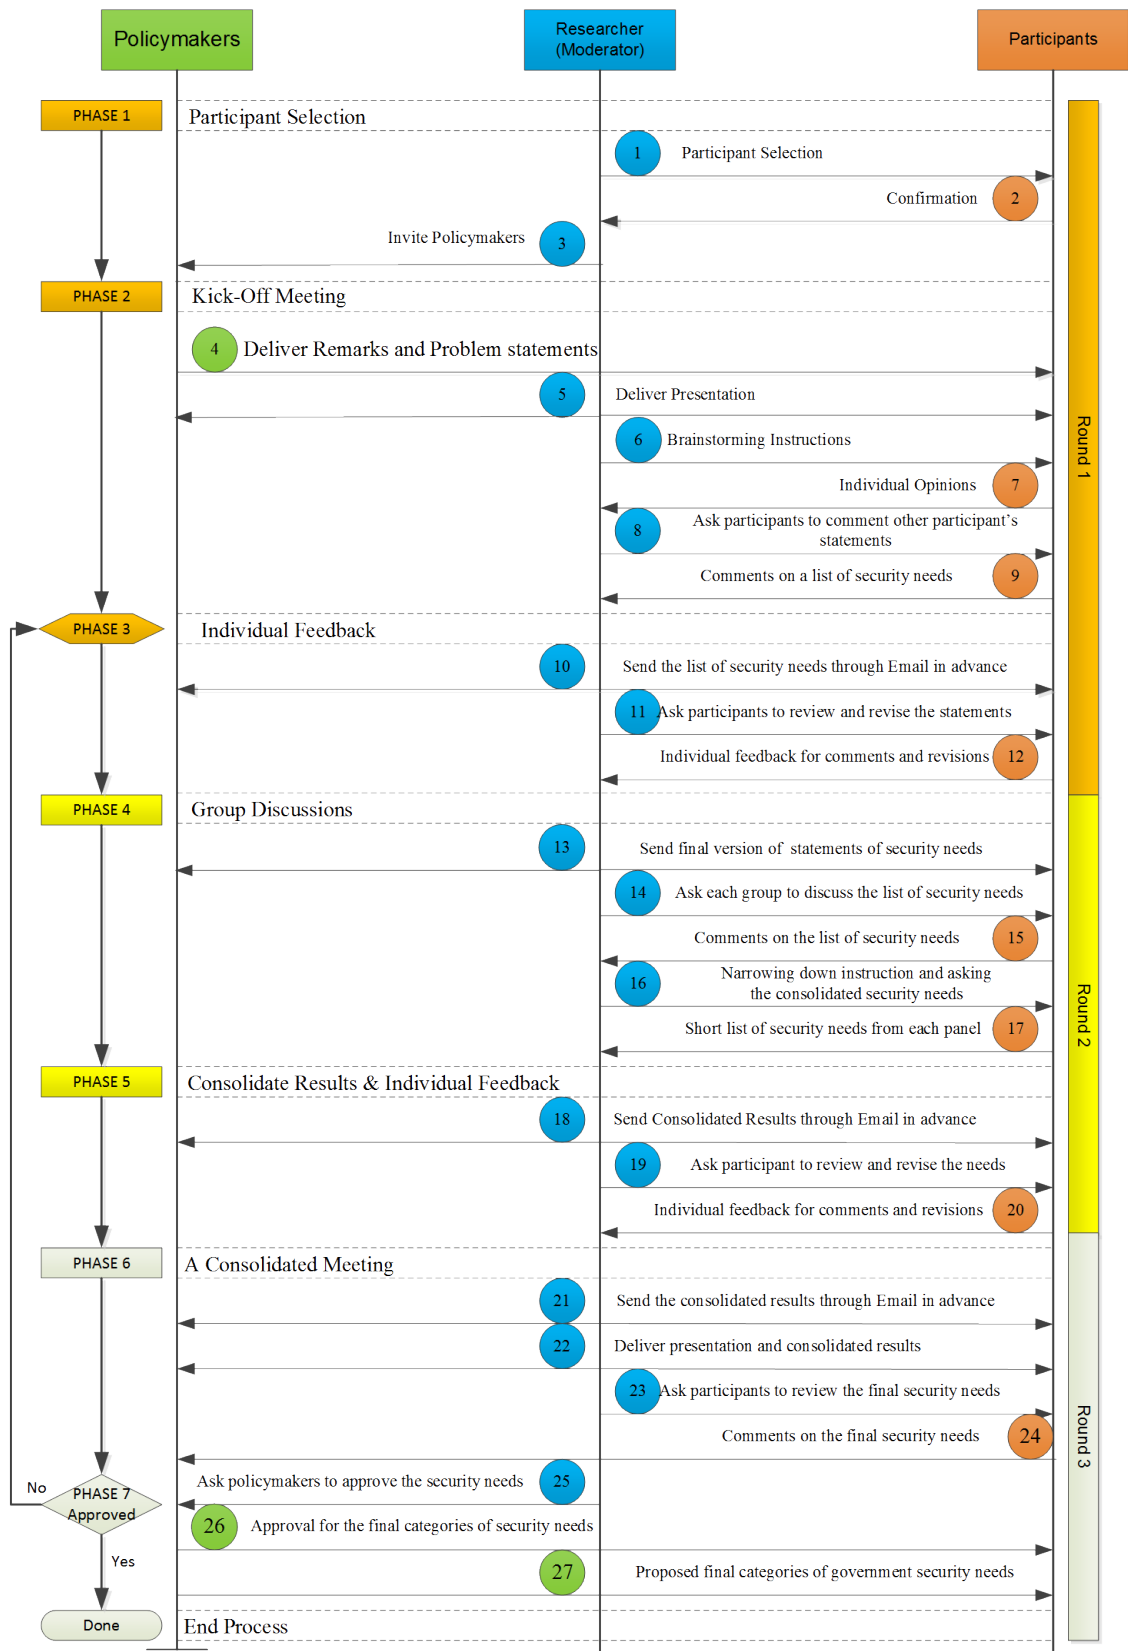 Policymakers
Researcher
(Moderator)
Participants
PHASE 1
Participant Selection
1
Participant Selection
Confirmation
2
Invite Policymakers
3
PHASE 2
Kick-Off Meeting
4
Deliver Remarks and Problem statements
5
Deliver Presentation
6
Brainstorming Instructions
Individual Opinions
7
8
Ask participants to comment other participant's
statements
Comments on a list of security needs
9
Round 1
PHASE 3
Individual Feedback
10
Send the list of security needs through Email in advance
11
Ask participants to review and revise the statements
Individual feedback for comments and revisions
12
PHASE 4
Group Discussions
13
Send final version of statements of security needs
14
Ask each group to discuss the list of security needs
Comments on the list of security needs
15
16
Narrowing down instruction and asking
the consolidated security needs
Short list of security needs from each panel
17
Round 2
PHASE 5
Consolidate Results & Individual Feedback
18
Send Consolidated Results through Email in advance
19
Ask participant to review and revise the needs
Individual feedback for comments and revisions
20
PHASE 6
A Consolidated Meeting
21
Send the consolidated results through Email in advance
22
Deliver presentation and consolidated results
23
Ask participants to review the final security needs
Comments on the final security needs
24
Round 3
No
PHASE 7
Approved
Ask policymakers to approve the security needs
25
26
Approval for the final categories of security needs
Yes
27
Proposed final categories of government security needs
Done
End Process